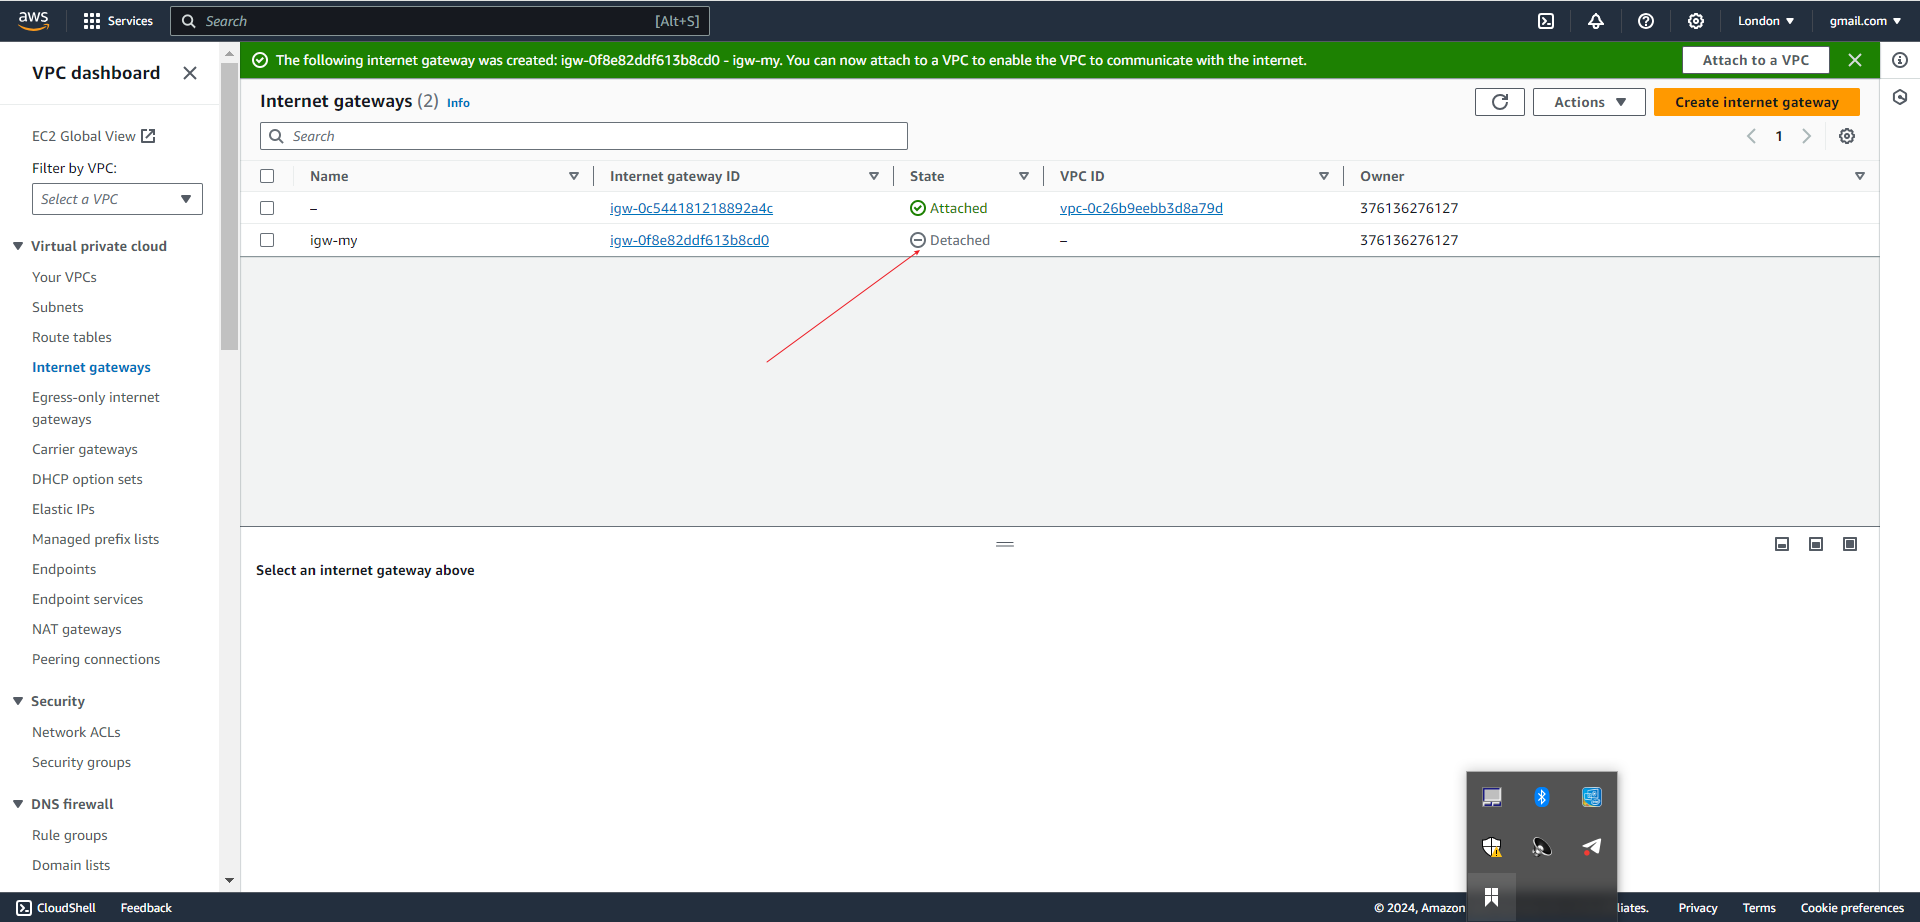 aws
Services
Search
[Alt+S]
London
gmail.com
VPC dashboard
The following internet gateway was created: igw-0f8e82ddf613b8cd0 - igw-my. You can now attach to a VPC to enable the VPC to communicate with the internet.
Attach to a VPC
EC2 Global View
Filter by VPC:
Select a VPC
Virtual private cloud
Your VPCs
Subnets
Route tables
Internet gateways
Egress-only internet
gateways
Carrier gateways
DHCP option sets
Elastic IPs
Managed prefix lists
Endpoints
Endpoint services
NAT gateways
Peering connections
Security
Network ACLs
Security groups
DNS firewall
Rule groups
Domain lists
Internet gateways (2) Info
Actions
Create internet gateway
Search
1
Name Internet gateway ID State VPC ID Owner
– igw-0c544181218892a4c Attached vpc-0c26b9eebb3d8a79d 376136276127
igw-my igw-0f8e82ddf613b8cd0 Detached – 376136276127
Select an internet gateway above
CloudShell
Feedback
© 2024, Amazon
liates.
Privacy
Terms
Cookie preferences